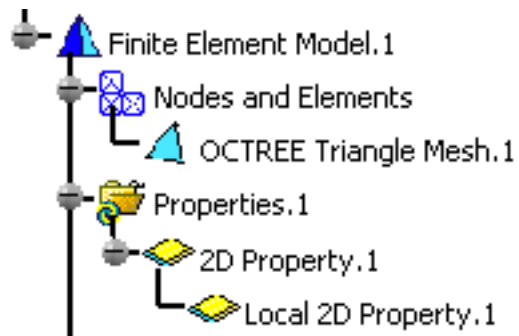 Finite Element Model.1
Nodes and Elements
OCTREE Triangle Mesh.1
Properties.1
2D Property.1
Local 2D Property.1